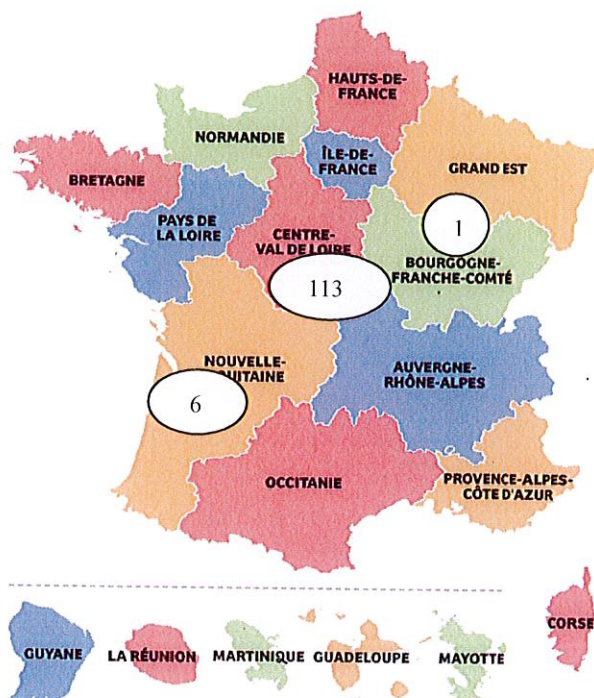 HAUTS-DE-
FRANCE
NORMANDIE
ÎLE-DE-
FRANCE
GRAND EST
BRETAGNE
PAYS DE
LA LOIRE
CENTRE-
VAL DE LOIRE
1
BOURGOGNE-
FRANCHE-COMTÉ
113
NOUVELLE-
UITAINE
6
AUVERGNE-
RHÔNE-ALPES
OCCITANIE
PROVENCE-ALPES-
CÔTE D'AZUR
CORSE
GUYANE
LA RÉUNION
MARTINIQUE
GUADELOUPE
MAYOTTE